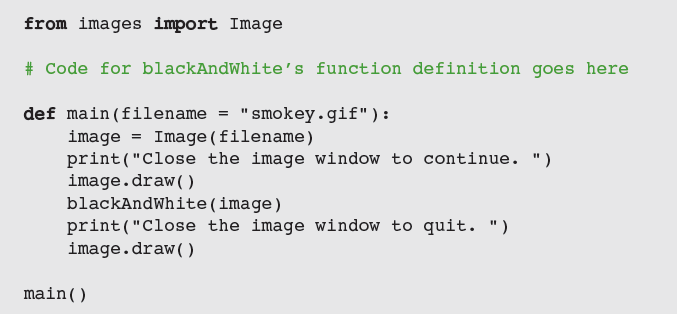 from images import Image
# Code for blackAndWhite’s function definition goes here
def main(filename = "smokey.gif"):
    image = Image(filename)
    print("Close the image window to continue. ")
    image.draw()
    blackAndWhite(image)
    print("Close the image window to quit. ")
    image.draw()
main()